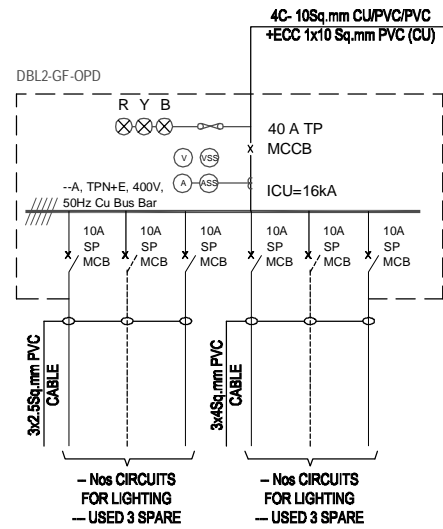 4C- 10Sq.mm CU/PVC/PVC
+ECC 1x10 Sq.mm PVC (CU)
DBL2-GF-OPD
R Y B
40 A TP
MCCB
V VSS
A ASS
ICU=16kA
--A, TPN+E, 400V,
50Hz Cu Bus Bar
10A
SP
MCB
10A
SP
MCB
10A
SP
MCB
10A
SP
MCB
10A
SP
MCB
10A
SP
MCB
3x2.5Sq.mm PVC
CABLE
3x4Sq.mm PVC
CABLE
-- Nos CIRCUITS
FOR LIGHTING
--- USED 3 SPARE
-- Nos CIRCUITS
FOR LIGHTING
--- USED 3 SPARE